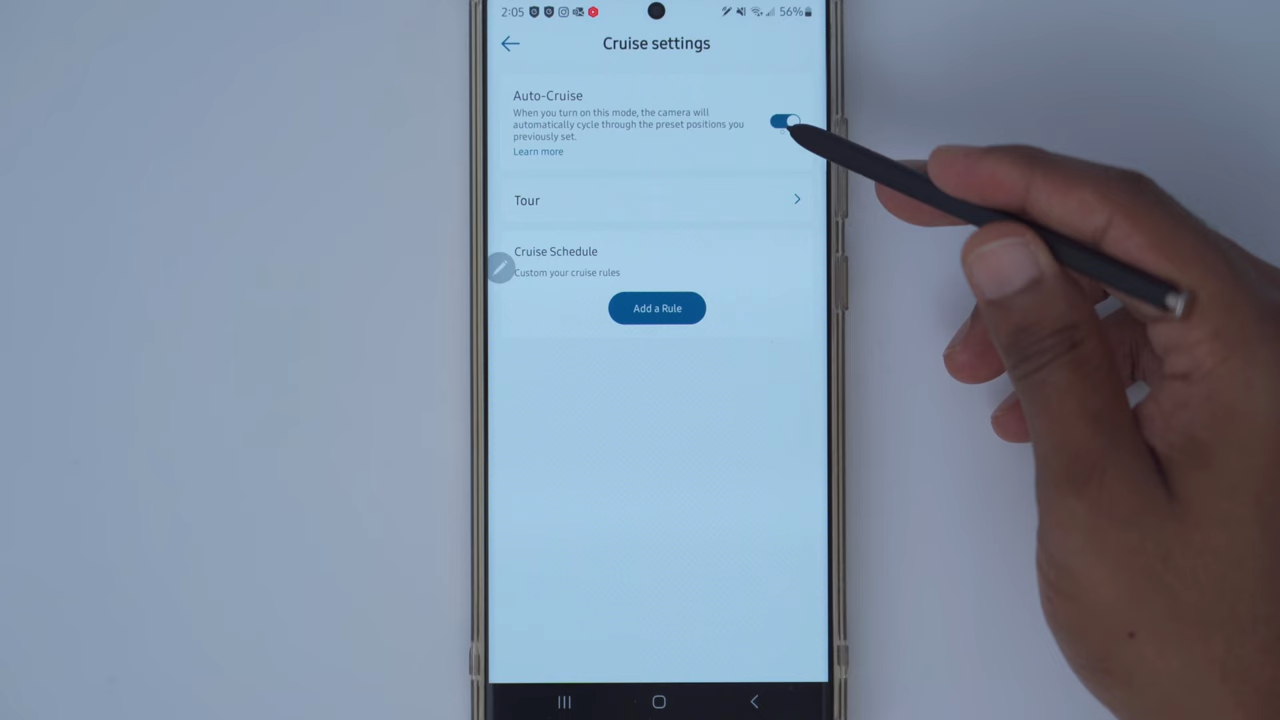 2:05
56%
Cruise settings
Auto-Cruise
When you turn on this mode, the camera will
automatically cycle through the preset positions you
previously set.
Learn more
Tour
Cruise Schedule
Custom your cruise rules
Add a Rule